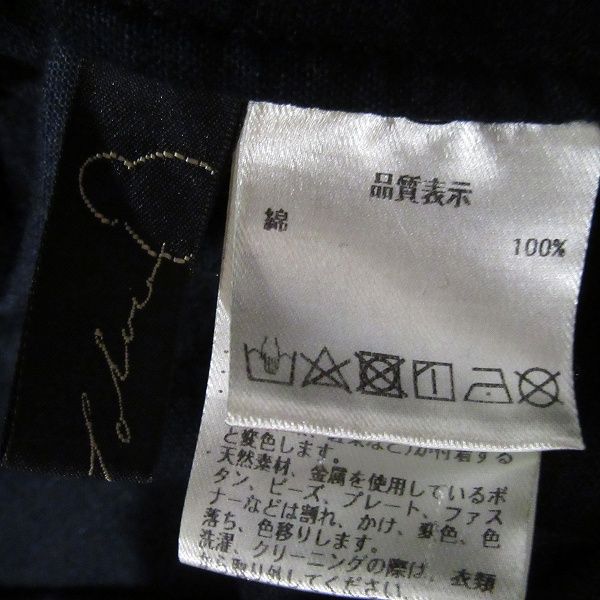 品質表示
綿 100%
と変色します。
・天然素材、金属を使用しているボ
タン、ビーズ、プレート、ファス
ナーなどは割れ、かけ、変色、色
落ち、色移りします。
洗濯、クリーニングの際は、衣類
から取り外してください。